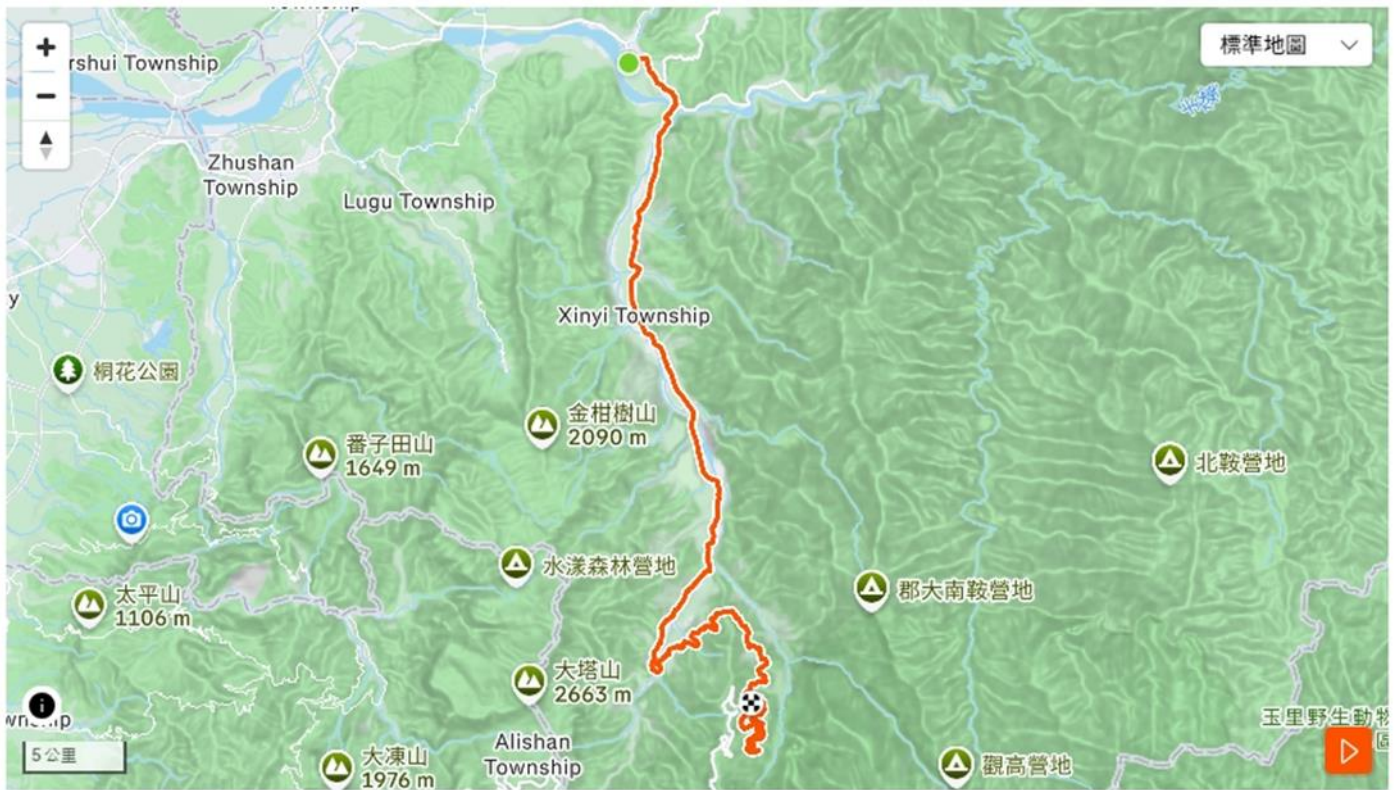 標準地圖
rshui Township
Zhushan
Township
Lugu Township
y
Xinyi Township
桐花公園
金柑樹山
2090 m
番子田山
1649 m
北鞍營地
水漾森林營地
郡大南鞍營地
太平山
1106 m
大塔山
2663 m
玉里野生動物
區
5 公里
Alishan
Township
大凍山
1976 m
觀高營地